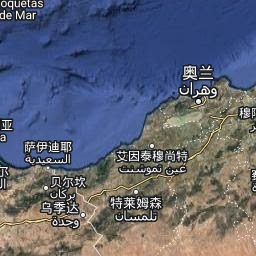 oquetas
de Mar
奥兰
وهران
穆
亚
a
萨伊迪耶
السعيدية
艾因泰穆尚特
عين تموشنت
贝尔坎
بركان
特莱姆森
تلمسان
乌季达
وجدة